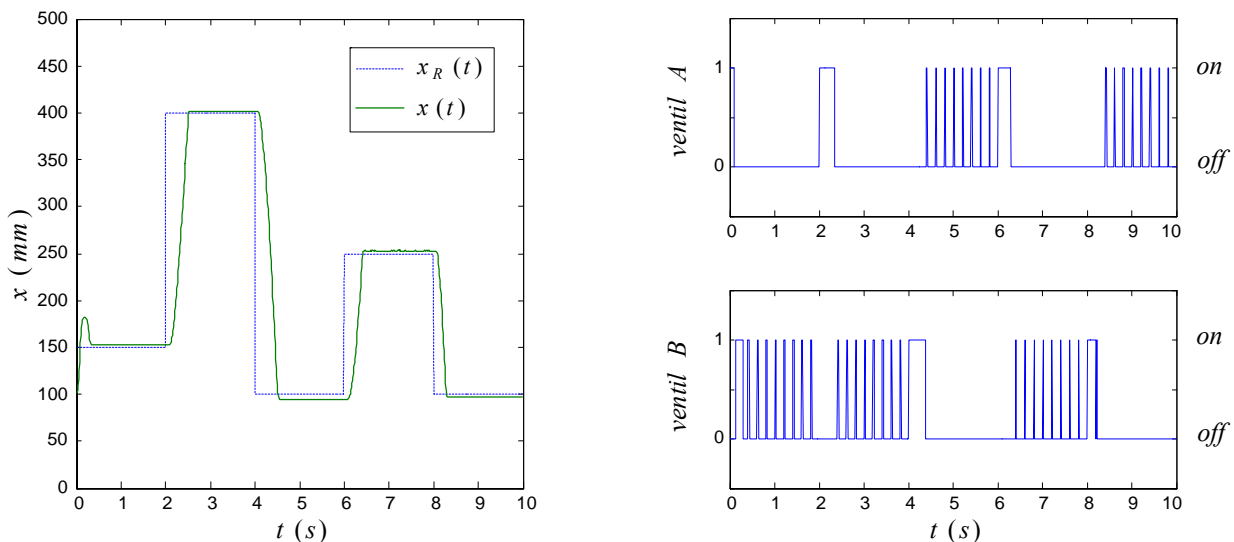 500
450
400
350
300
250
200
150
100
50
0
0 1 2 3 4 5 6 7 8 9 10
x (mm)
t (s)
x_R (t)
x (t)
ventil A
1
0
on
off
0 1 2 3 4 5 6 7 8 9 10
ventil B
1
0
on
off
0 1 2 3 4 5 6 7 8 9 10
t (s)